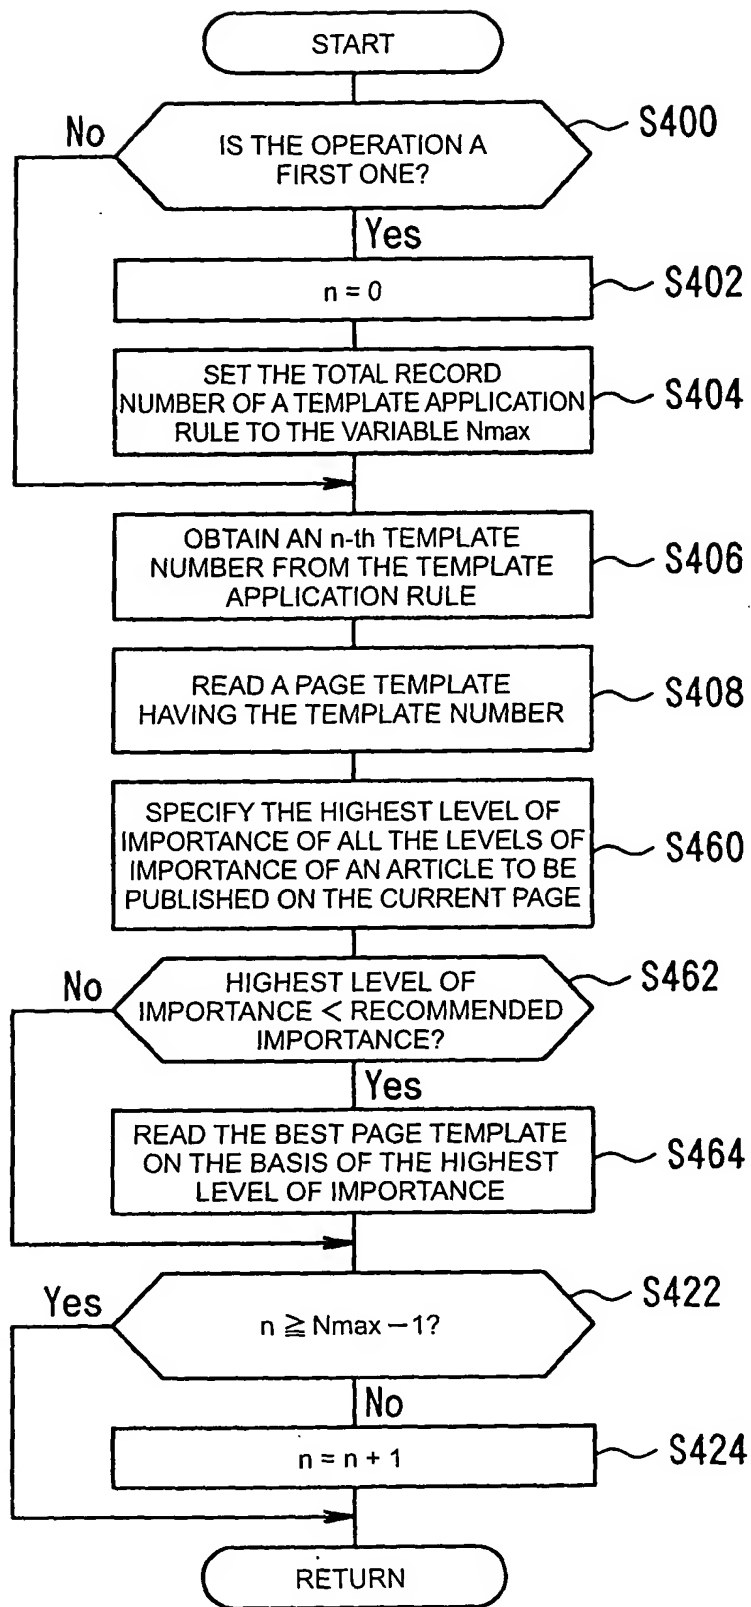 START
No
IS THE OPERATION A
FIRST ONE?
S400
Yes
n = 0
S402
SET THE TOTAL RECORD
NUMBER OF A TEMPLATE APPLICATION
RULE TO THE VARIABLE Nmax
S404
OBTAIN AN n-th TEMPLATE
NUMBER FROM THE TEMPLATE
APPLICATION RULE
S406
READ A PAGE TEMPLATE
HAVING THE TEMPLATE NUMBER
S408
SPECIFY THE HIGHEST LEVEL OF
IMPORTANCE OF ALL THE LEVELS OF
IMPORTANCE OF AN ARTICLE TO BE
PUBLISHED ON THE CURRENT PAGE
S460
No
HIGHEST LEVEL OF
IMPORTANCE < RECOMMENDED
IMPORTANCE?
S462
Yes
READ THE BEST PAGE TEMPLATE
ON THE BASIS OF THE HIGHEST
LEVEL OF IMPORTANCE
S464
Yes
n ≧ Nmax − 1?
S422
No
n = n + 1
S424
RETURN